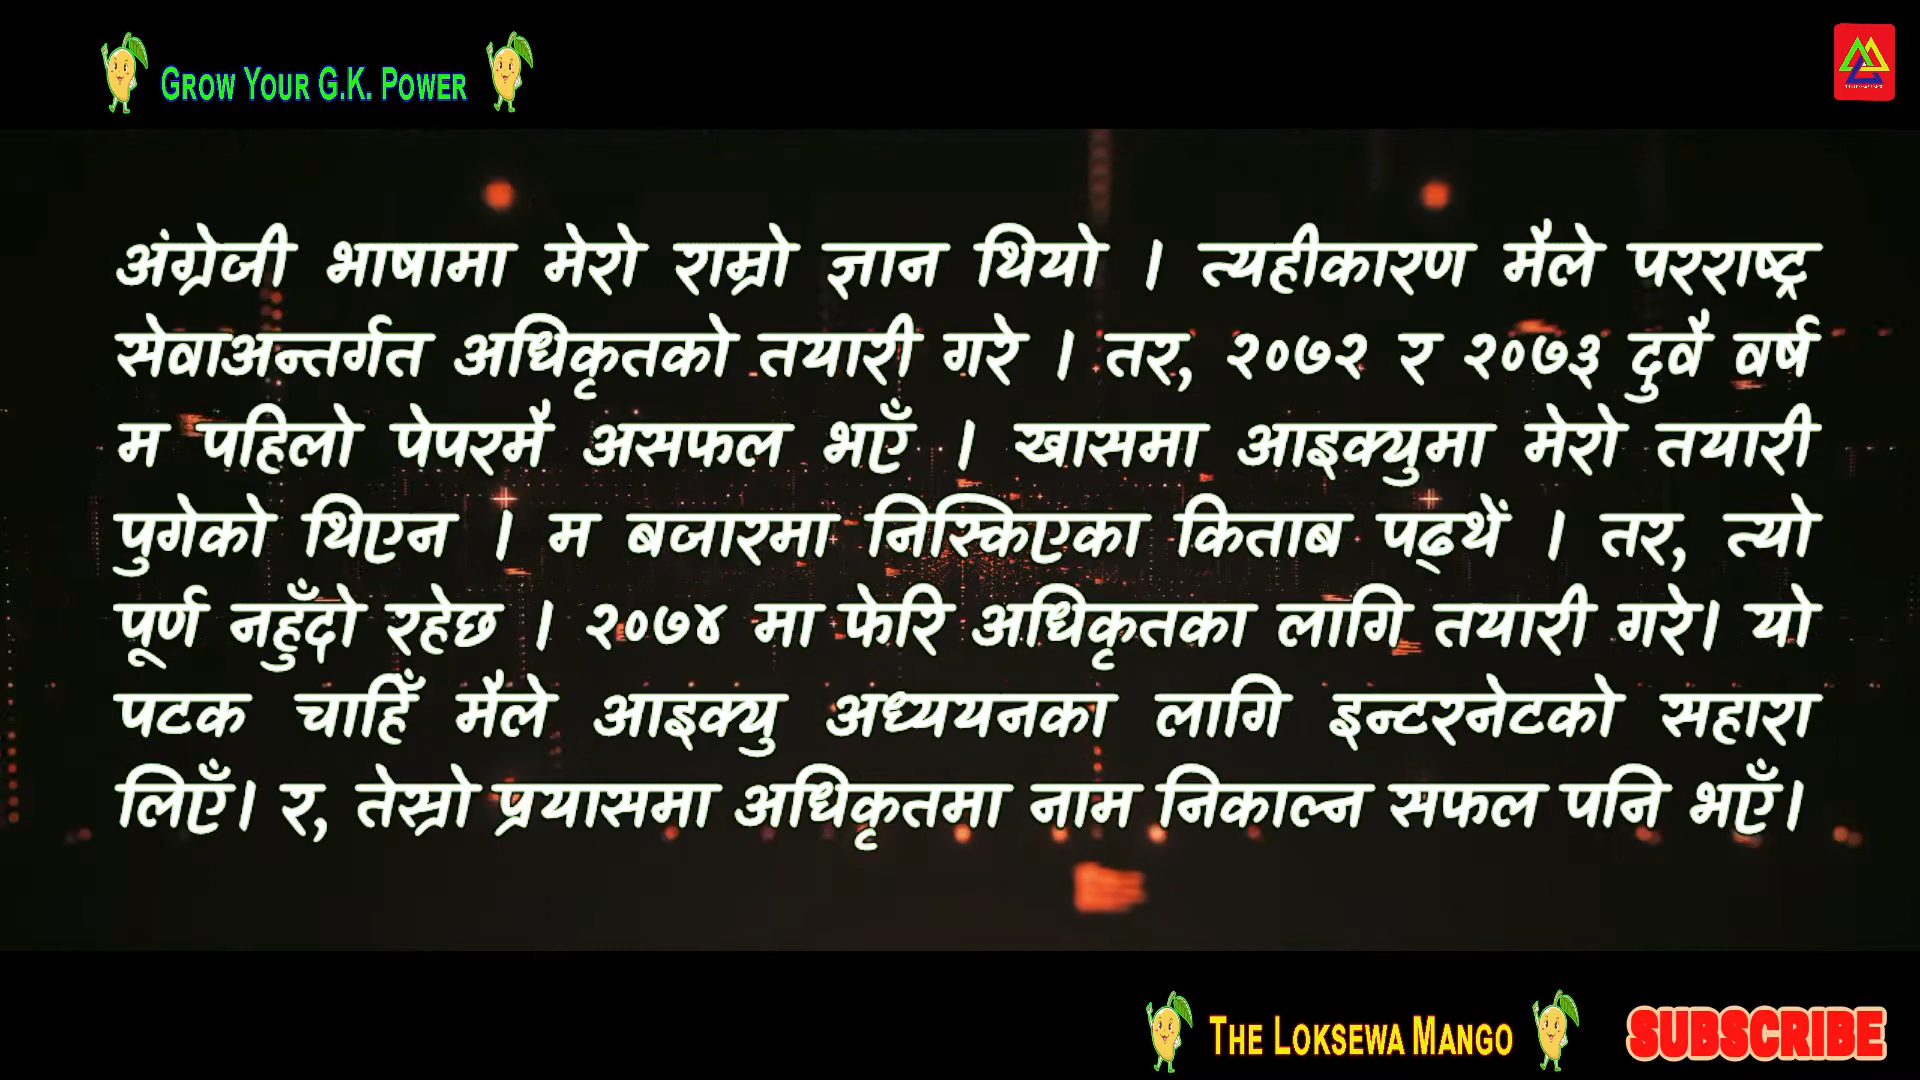 GROW YOUR G.K. POWER
अंग्रेजी भाषामा मेरो राम्रो ज्ञान थियो । त्यहीकारण मैले परराष्ट्र
सेवाअन्तर्गत अधिकृतको तयारी गरे । तर, २०७२ र २०७३ दुवै वर्ष
म पहिलो पेपरमै असफल भएँ । खासमा आइक्युमा मेरो तयारी
पुगेको थिएन । म बजारमा निस्किएका किताब पढ्थें । तर, त्यो
पूर्ण नहुँदो रहेछ । २०७४ मा फेरि अधिकृतका लागि तयारी गरे। यो
पटक चाहिँ मैले आइक्यु अध्ययनका लागि इन्टरनेटको सहारा
लिएँ। र, तेस्रो प्रयासमा अधिकृतमा नाम निकाल्न सफल पनि भएँ।
THE LOKSEWA MANGO
SUBSCRIBE